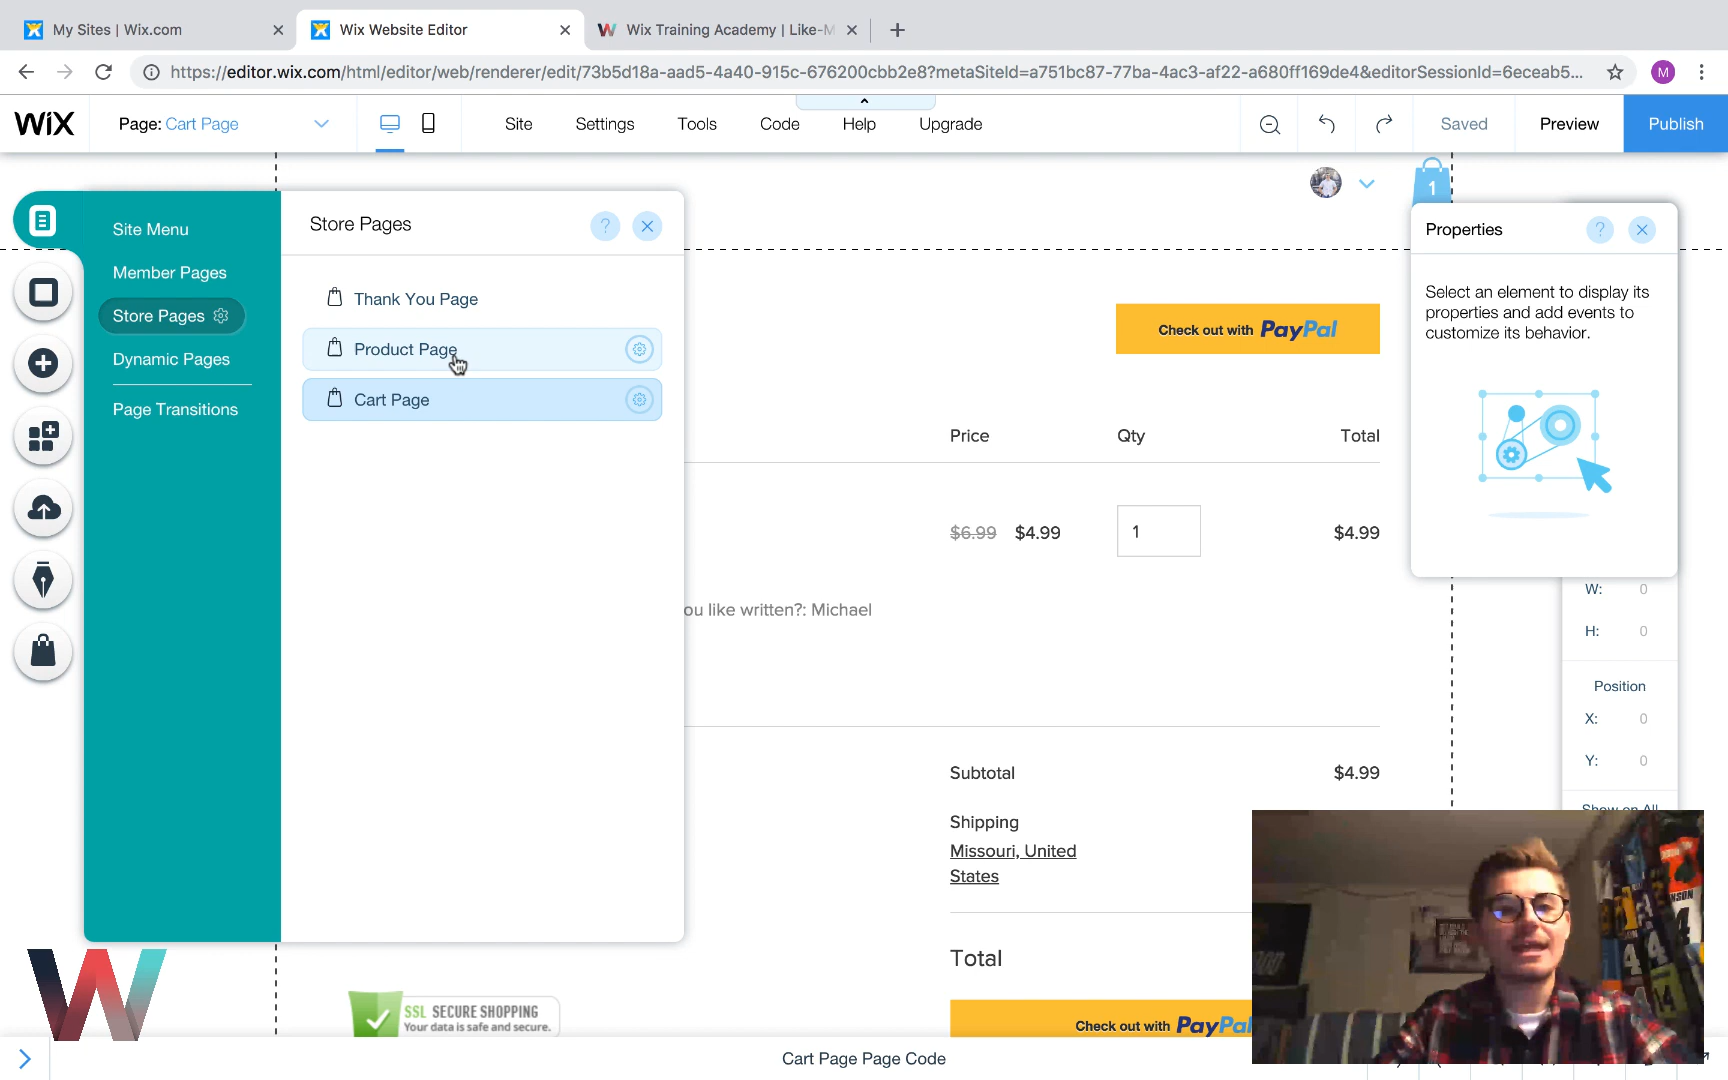 My Sites | Wix.com
Wix Website Editor
Wix Training Academy | Like-M
https://editor.wix.com/html/editor/web/renderer/edit/73b5d18a-aad5-4a40-915c-676200cbb2e8?metaSiteId=a751bc87-77ba-4ac3-af22-a680ff169de4&editorSessionId=6eceab5...
M
WiX
Page: Cart Page
Site
Settings
Tools
Code
Help
Upgrade
Saved
Preview
Publish
1
Site Menu
Member Pages
Store Pages
Dynamic Pages
Page Transitions
Store Pages
?
Thank You Page
Product Page
Cart Page
Check out with PayPal
Price
Qty
Total
$6.99 $4.99
1
$4.99
ou like written?: Michael
Subtotal
$4.99
Shipping
Missouri, United
States
Total
Check out with PayPal
SSL SECURE SHOPPING
Your data is safe and secure.
Properties
?
Select an element to display its
properties and add events to
customize its behavior.
W: 0
H: 0
Position
X: 0
Y: 0
Show on All
Cart Page Page Code